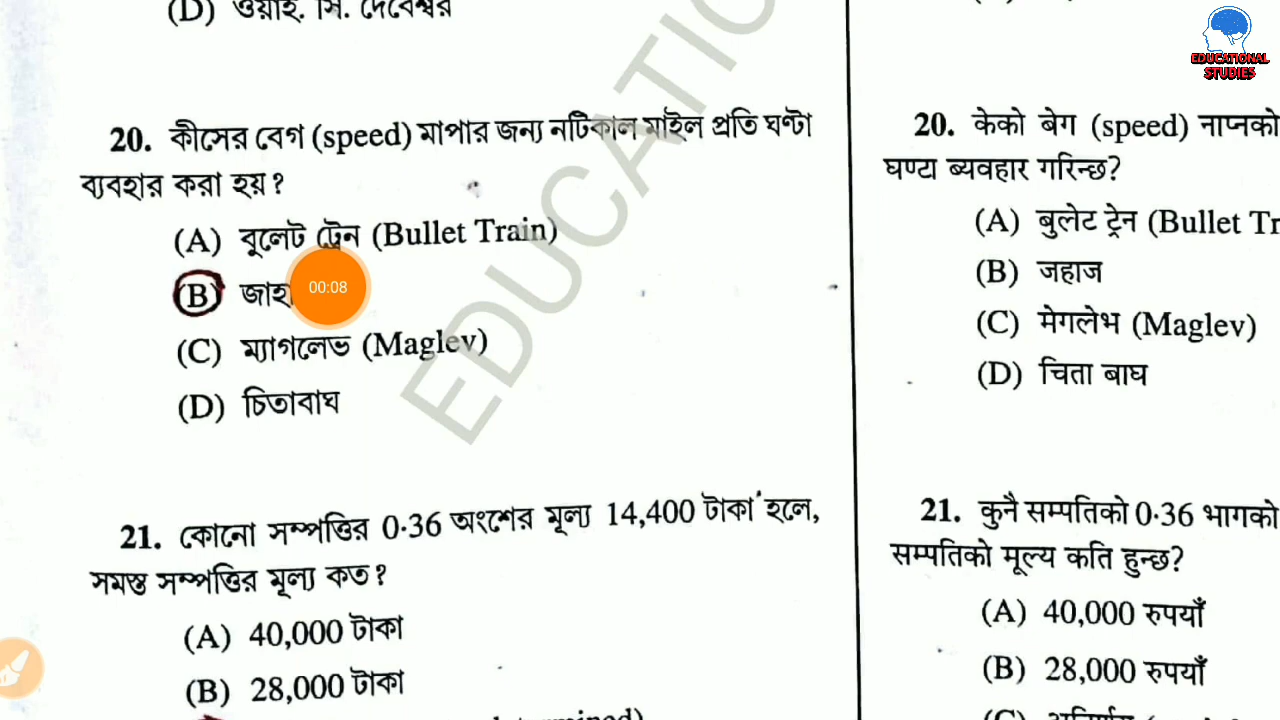 (D) ওয়াই. সি. দেবেশ্বর
20. কীসের বেগ (speed) মাপার জন্য নটিকাল মাইল প্রতি ঘণ্টা
ব্যবহার করা হয়?
(A) বুলেট ট্রেন (Bullet Train)
(B) জাহা
00:08
(C) ম্যাগলেভ (Maglev)
(D) চিতাবাঘ
21. কোনো সম্পত্তির 0·36 অংশের মূল্য 14,400 টাকা হলে,
সমস্ত সম্পত্তির মূল্য কত?
(A) 40,000 টাকা
(B) 28,000 টাকা
EDUCATIONAL
STUDIES
20. केको बेग (speed) नाप्नको
घण्टा ब्यवहार गरिन्छ?
(A) बुलेट ट्रेन (Bullet Tr
(B) जहाज
(C) मेगलेभ (Maglev)
(D) चिता बाघ
21. कुनै सम्पतिको 0·36 भागको
सम्पतिको मूल्य कति हुन्छ?
(A) 40,000 रुपयाँ
(B) 28,000 रुपयाँ
EDUCATI